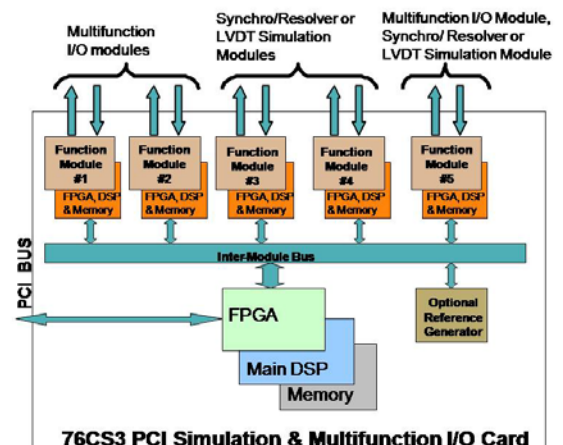 Multifunction
I/O modules
Synchro/Resolver or
LVDT Simulation
Modules
Multifunction I/O Module,
Synchro/ Resolver or
LVDT Simulation Module
Function
Module
#1
FPGA, DSP
& Memory
Function
Module
#2
FPGA, DSP
& Memory
Function
Module
#3
FPGA, DSP
& Memory
Function
Module
#4
FPGA, DSP
& Memory
Function
Module
#5
FPGA, DSP
& Memory
Inter-Module Bus
PCI BUS
FPGA
Main DSP
Memory
Optional
Reference
Generator
76CS3 PCI Simulation & Multifunction I/O Card